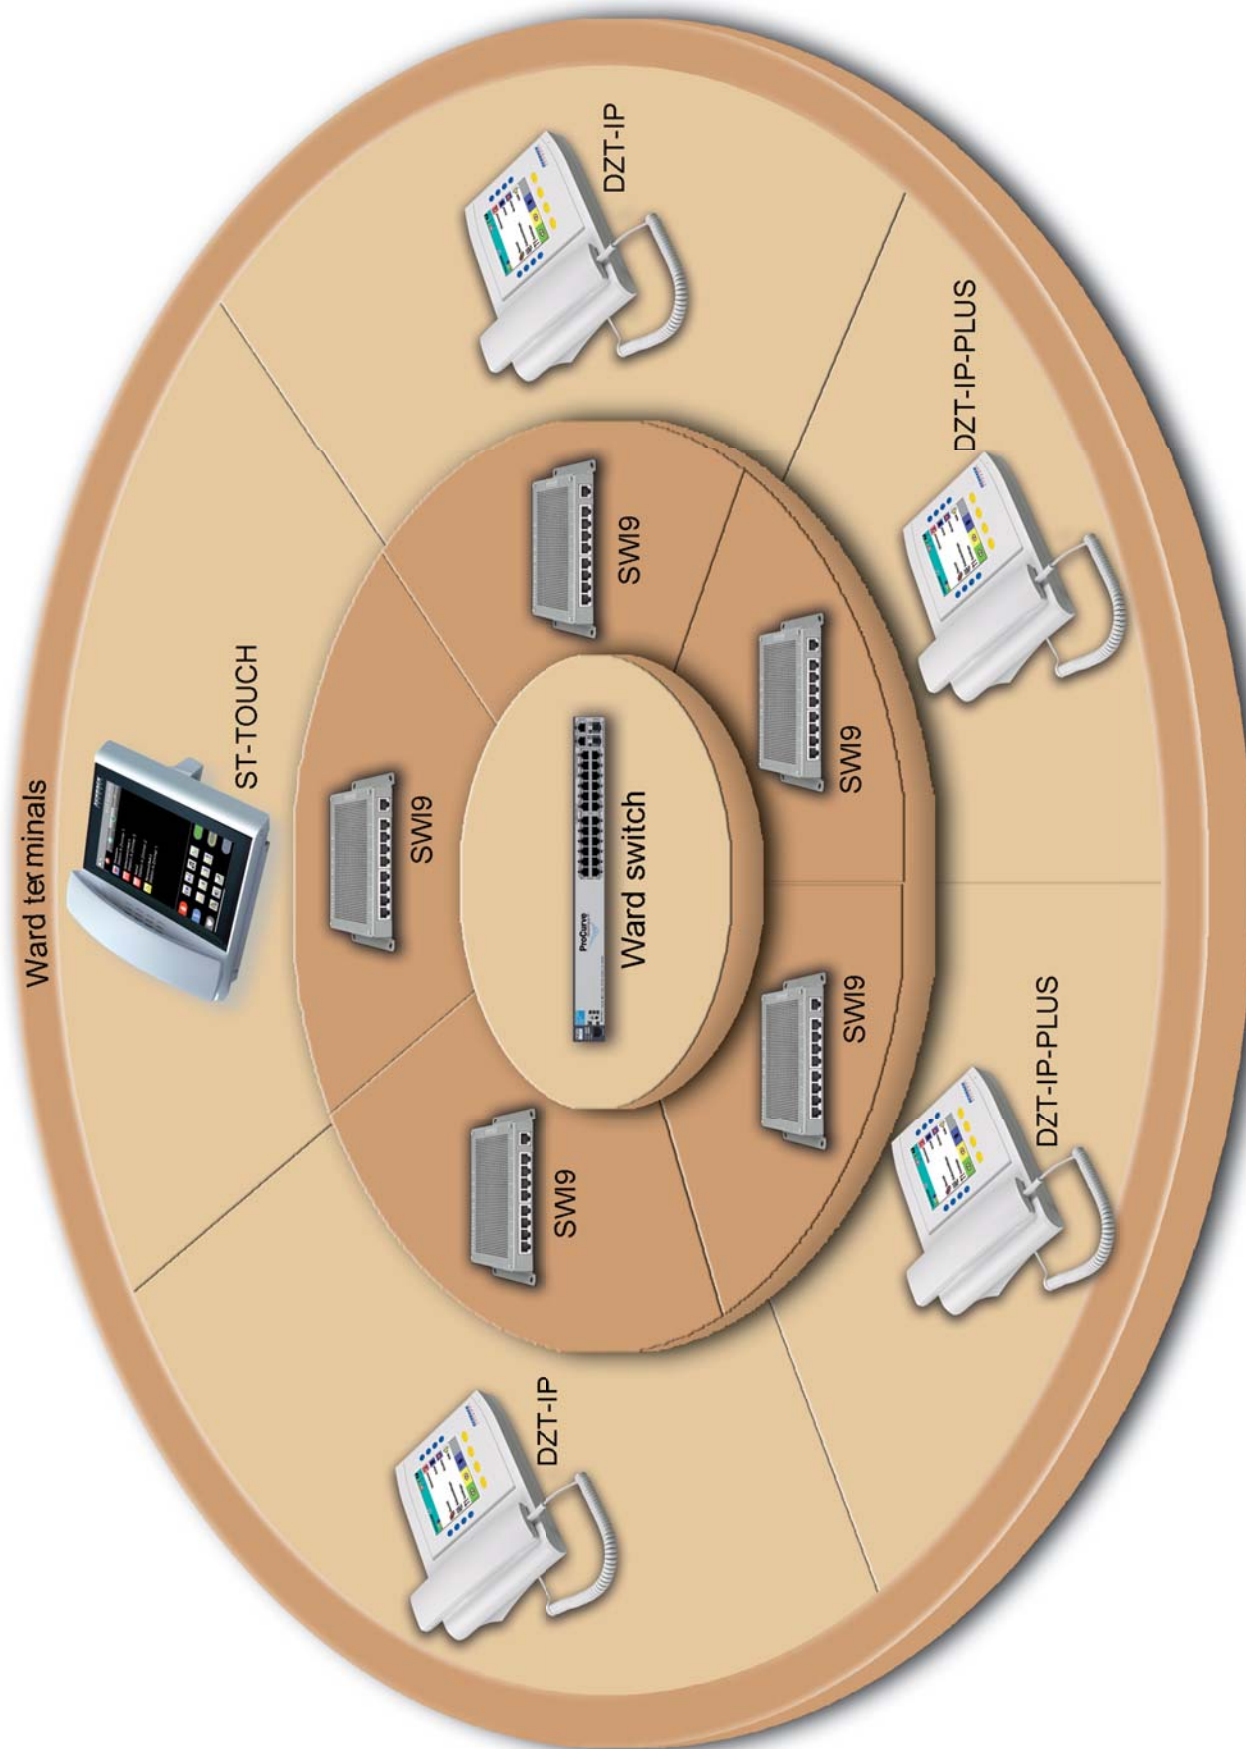 Ward terminals
ST-TOUCH
DZT-IP
SWI9
DZT-IP
SWI9
SWI9
ProCurve
Ward switch
SWI9
SWI9
DZT-IP-PLUS
DZT-IP-PLUS